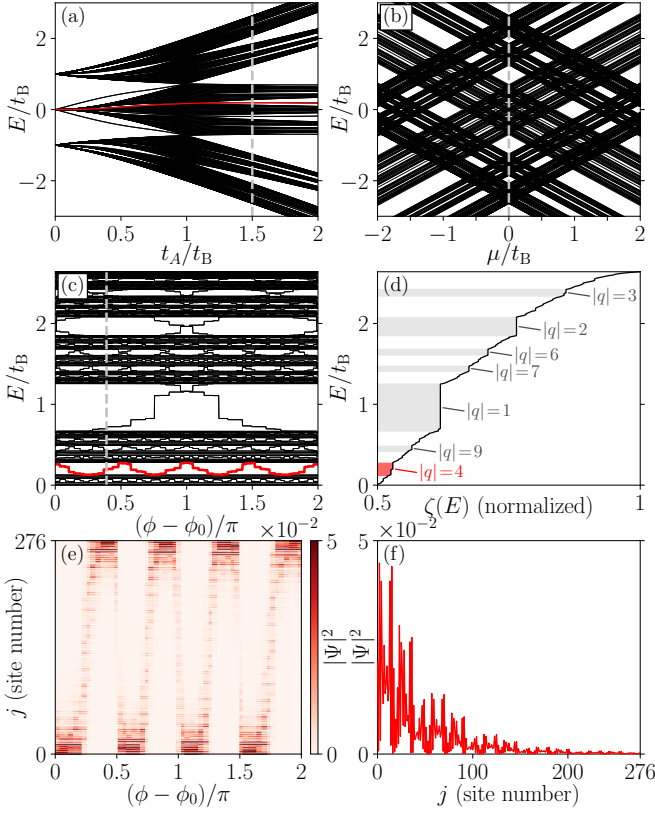 (a)
E/t_B
2
0
−2
0
0.5
1
1.5
2
t_A/t_B
(b)
E/t_B
2
0
−2
−2
−1
0
1
2
μ/t_B
(c)
E/t_B
2
1
0
0
0.5
1
1.5
2
(ϕ − ϕ_0)/π
(d)
E/t_B
2
1
0
|q|=3
|q|=2
|q|=6
|q|=7
|q|=1
|q|=9
|q|=4
0.5
1
ζ(E) (normalized)
(e)
j (site number)
276
0
0
0.5
1
1.5
2
(ϕ − ϕ_0)/π
×10^−2
5
0
|Ψ|^2
(f)
×10^−2
|Ψ|^2
5
0
0
100
200
276
j (site number)